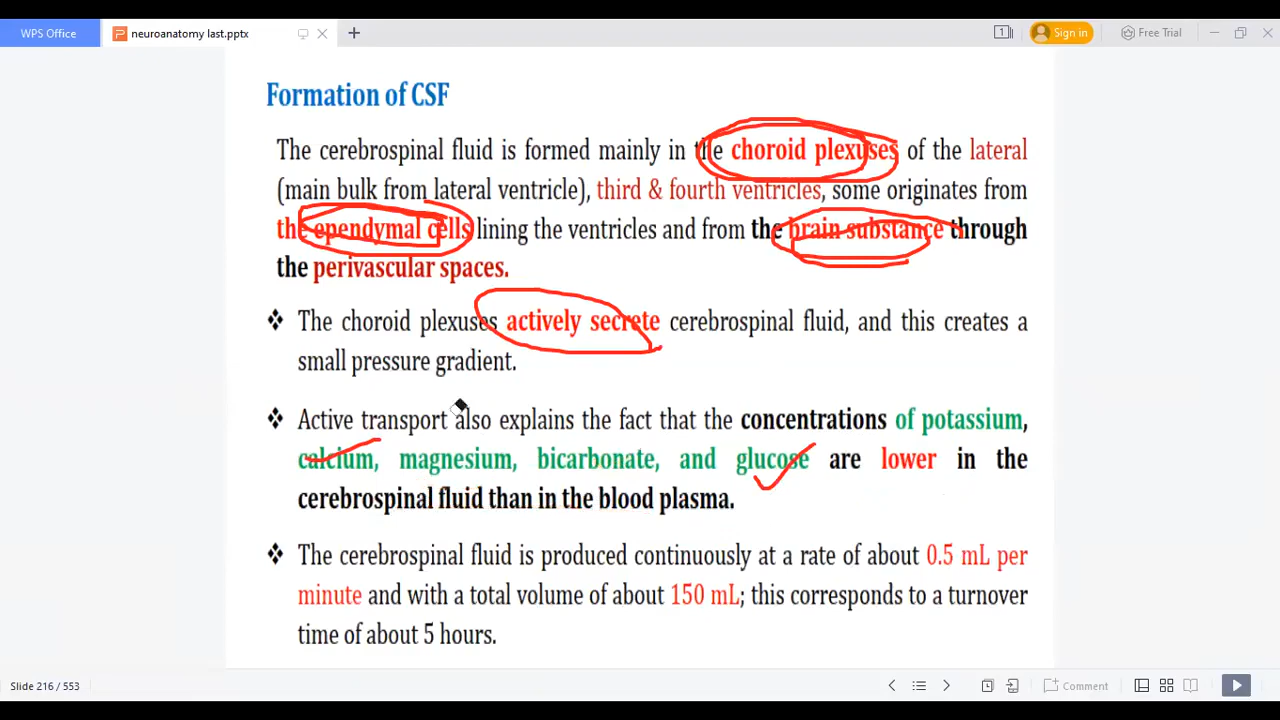 WPS Office
neuroanatomy last.pptx
Sign in
Free Trial
Formation of CSF
The cerebrospinal fluid is formed mainly in the choroid plexuses of the lateral
(main bulk from lateral ventricle), third & fourth ventricles, some originates from
the ependymal cells lining the ventricles and from the brain substance through
the perivascular spaces.
❖ The choroid plexuses actively secrete cerebrospinal fluid, and this creates a
small pressure gradient.
❖ Active transport also explains the fact that the concentrations of potassium,
calcium, magnesium, bicarbonate, and glucose are lower in the
cerebrospinal fluid than in the blood plasma.
❖ The cerebrospinal fluid is produced continuously at a rate of about 0.5 mL per
minute and with a total volume of about 150 mL; this corresponds to a turnover
time of about 5 hours.
Slide 216 / 553
Comment